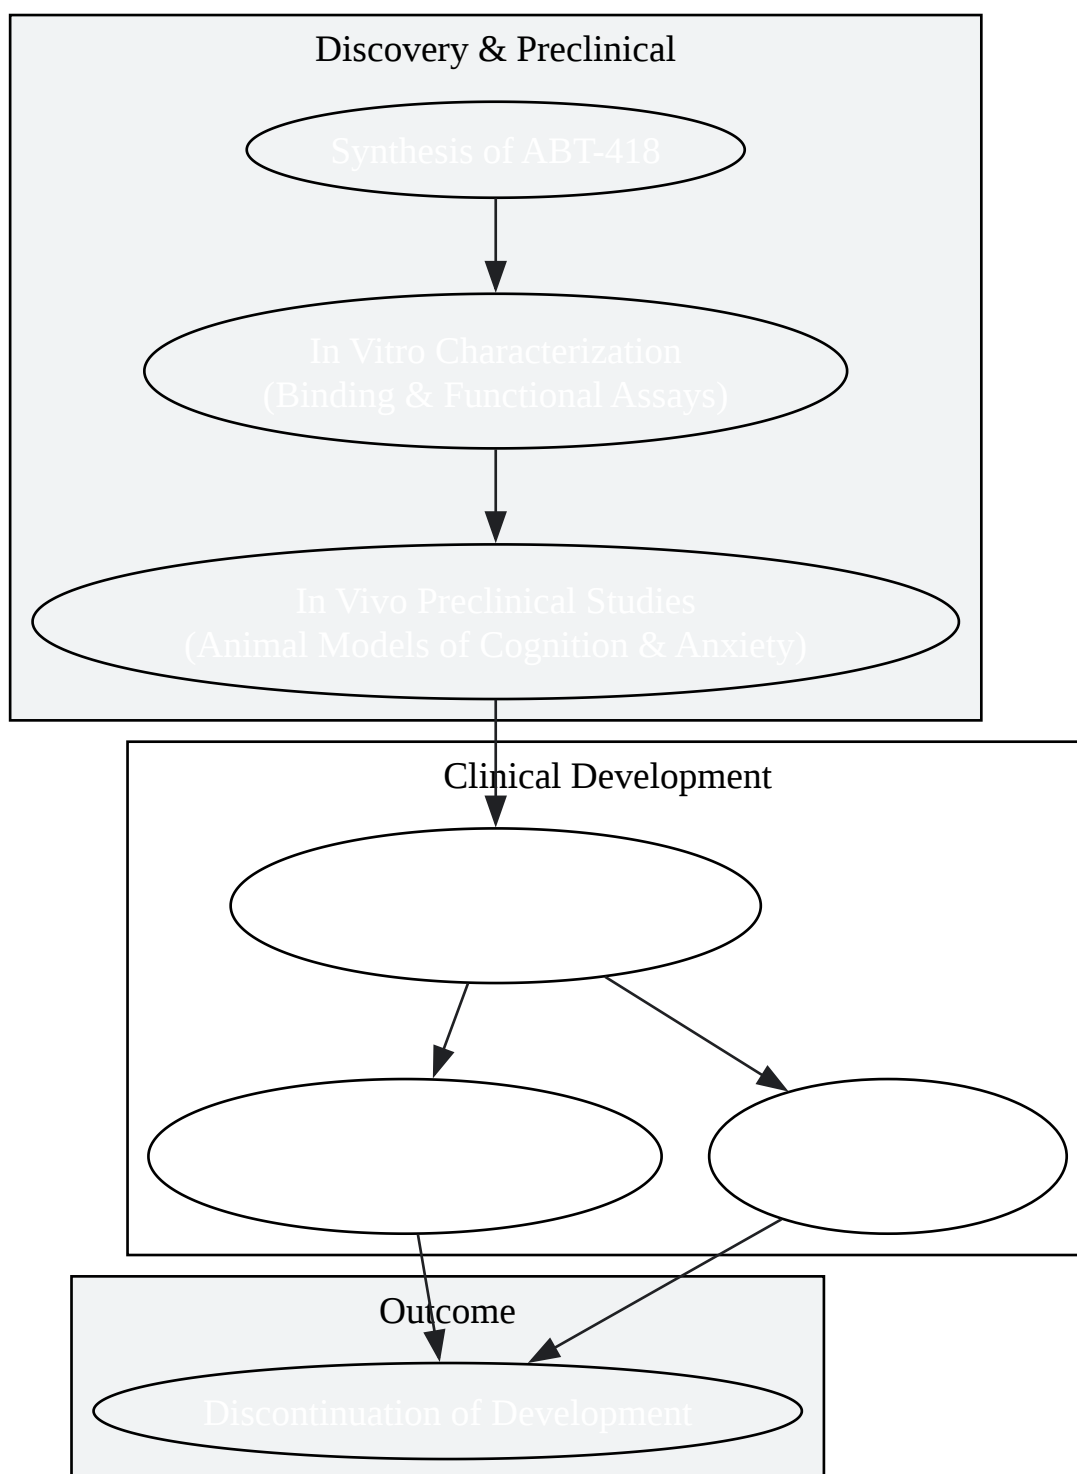 Discovery & Preclinical
Synthesis of ABT-418
In Vitro Characterization
(Binding & Functional Assays)
In Vivo Preclinical Studies
(Animal Models of Cognition & Anxiety)
Clinical Development
Outcome
Discontinuation of Development